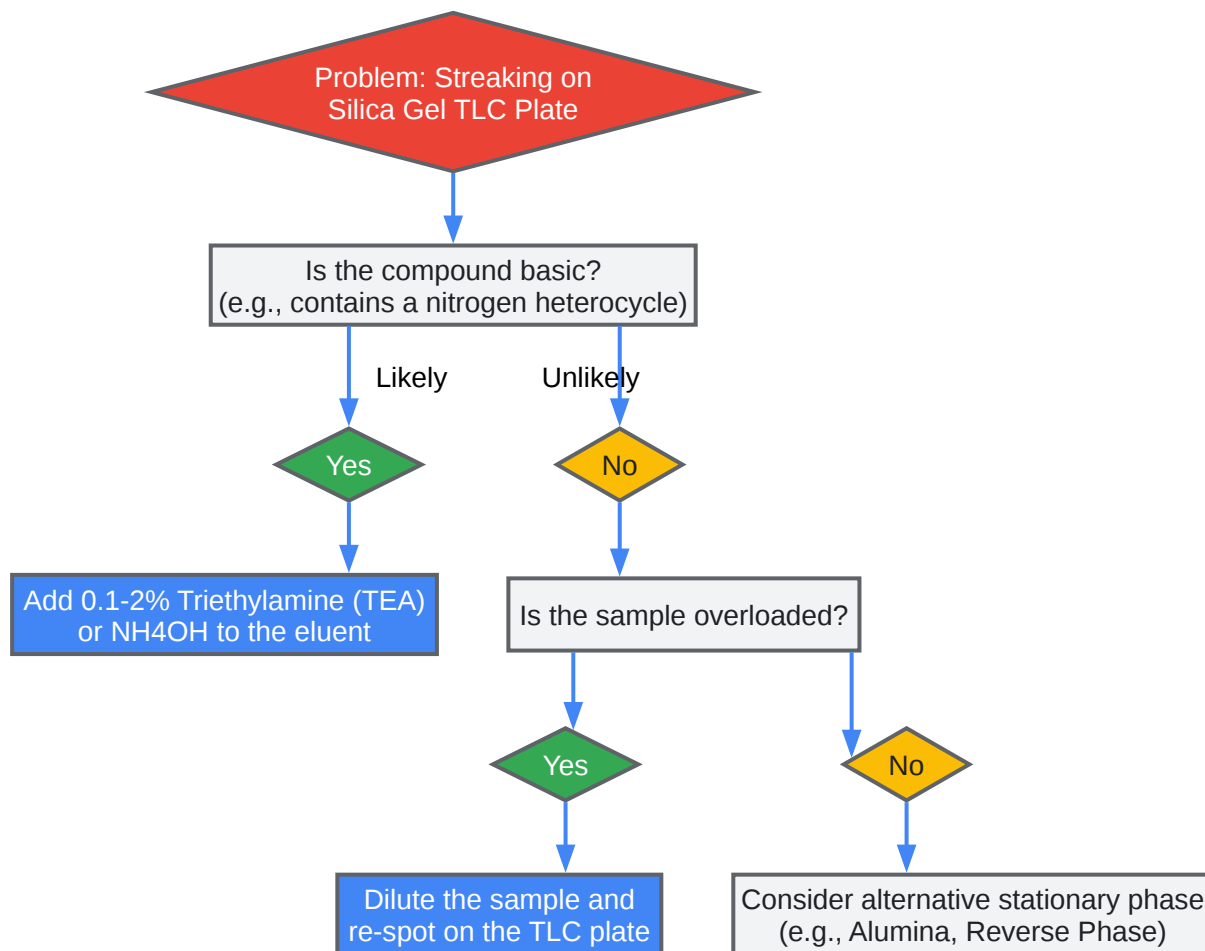 Problem: Streaking on
Silica Gel TLC Plate
Is the compound basic?
(e.g., contains a nitrogen heterocycle)
Likely
Unlikely
Yes
No
Add 0.1-2% Triethylamine (TEA)
or NH4OH to the eluent
Is the sample overloaded?
Yes
No
Dilute the sample and
re-spot on the TLC plate
Consider alternative stationary phase
(e.g., Alumina, Reverse Phase)